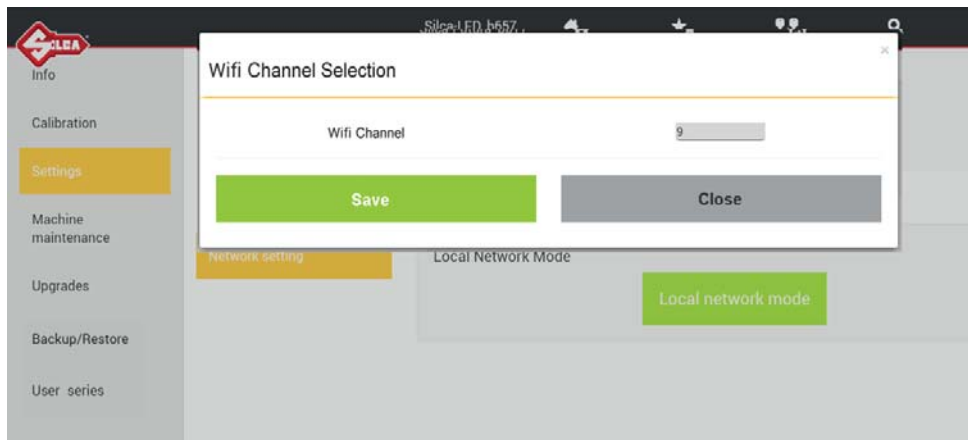 SILCA
Silca-LED_b657
Info
Calibration
Settings
Machine
maintenance
Upgrades
Backup/Restore
User series
Wifi Channel Selection
×
Wifi Channel
9
Save
Close
Network setting
Local Network Mode
Local network mode